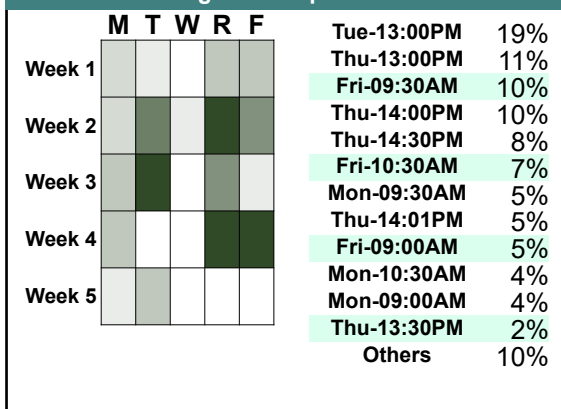 M T W R F
Week 1
Week 2
Week 3
Week 4
Week 5
Tue-13:00PM 19%
Thu-13:00PM 11%
Fri-09:30AM 10%
Thu-14:00PM 10%
Thu-14:30PM 8%
Fri-10:30AM 7%
Mon-09:30AM 5%
Thu-14:01PM 5%
Fri-09:00AM 5%
Mon-10:30AM 4%
Mon-09:00AM 4%
Thu-13:30PM 2%
Others 10%